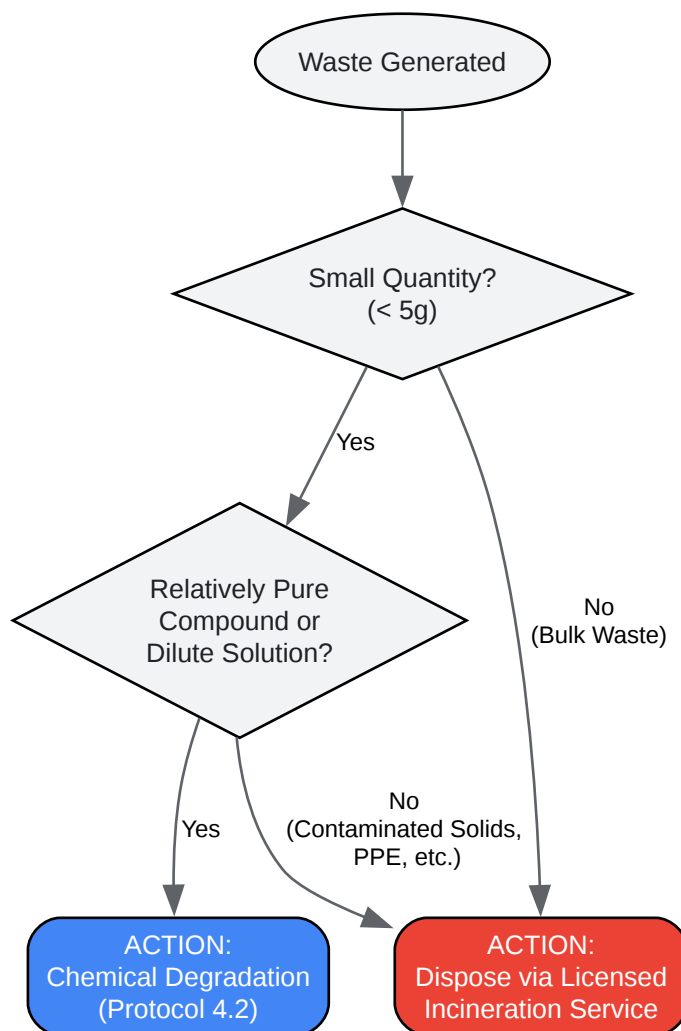 Waste Generated
Small Quantity?
(< 5g)
Yes
Relatively Pure
Compound or
Dilute Solution?
No
(Bulk Waste)
Yes
No
(Contaminated Solids,
PPE, etc.)
ACTION:
Chemical Degradation
(Protocol 4.2)
ACTION:
Dispose via Licensed
Incineration Service